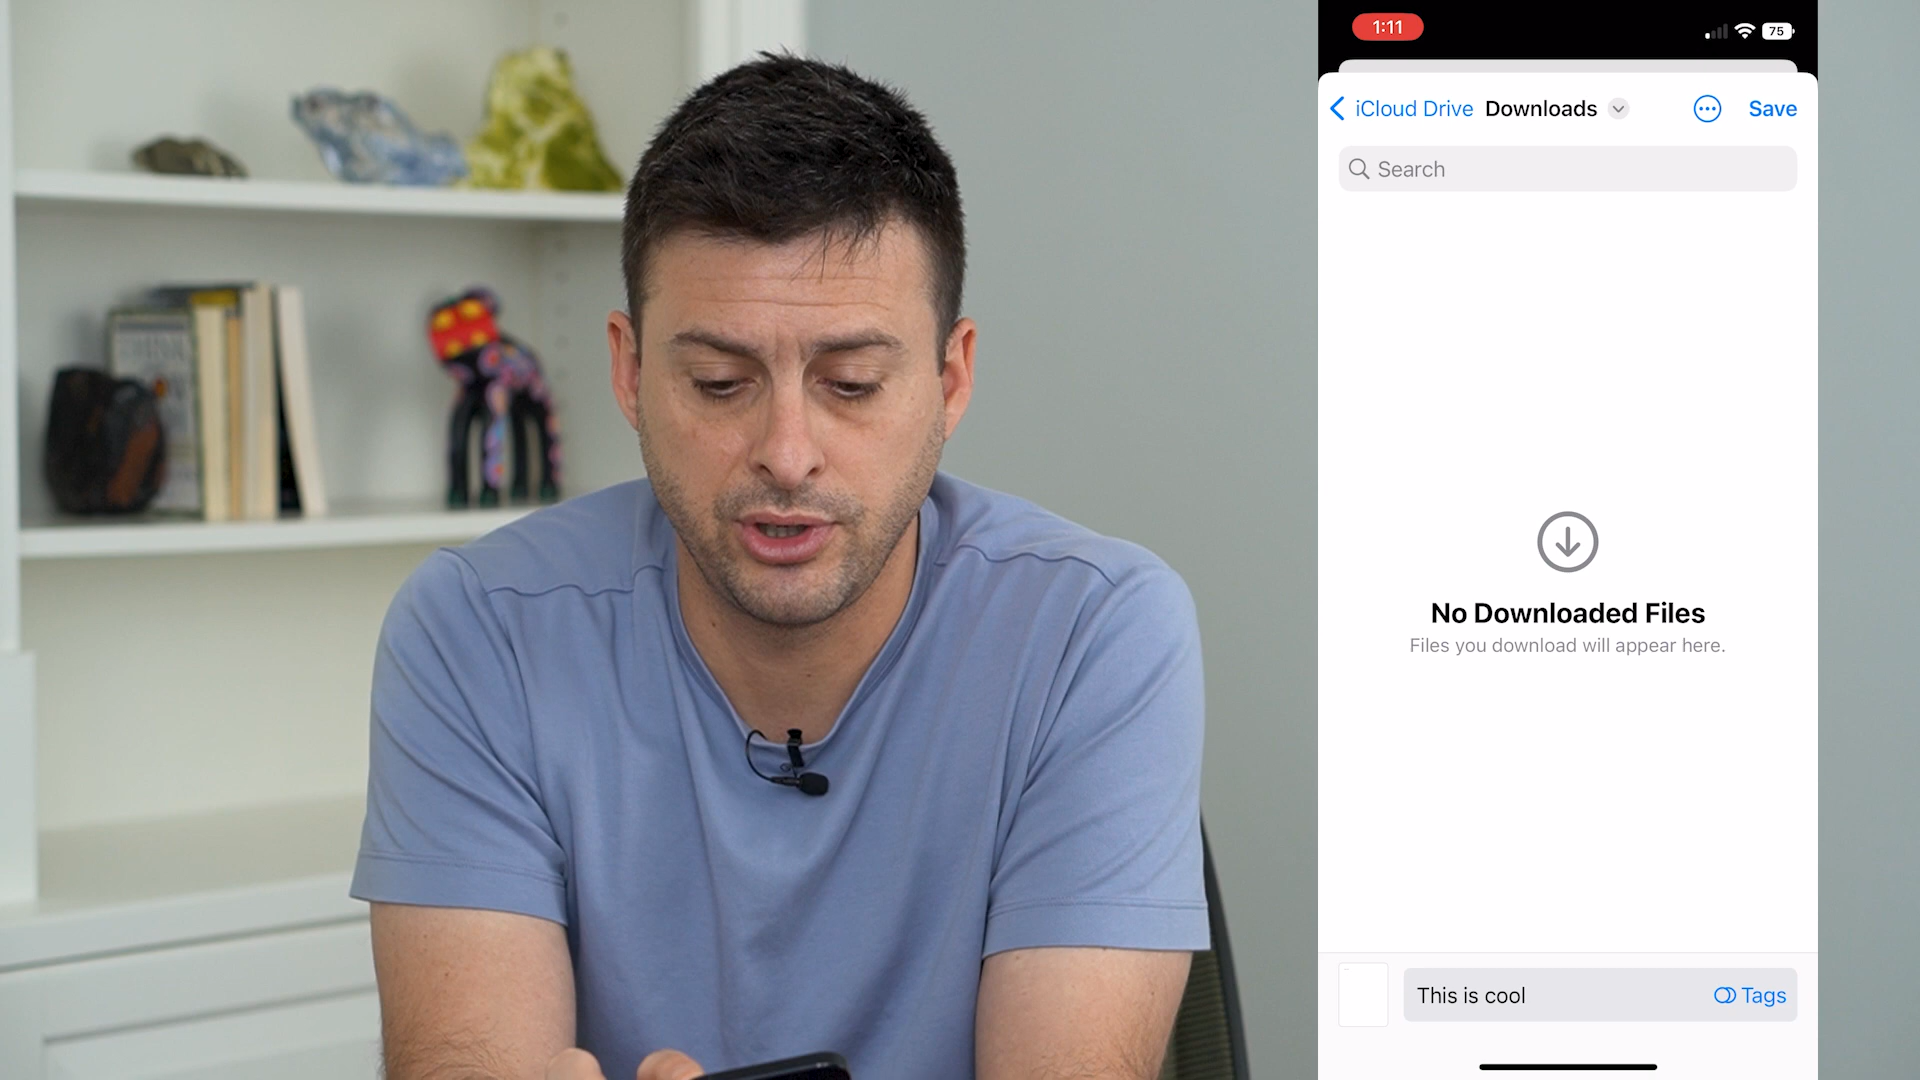 1:11
75
iCloud Drive Downloads Save
Search
No Downloaded Files
Files you download will appear here.
This is cool Tags